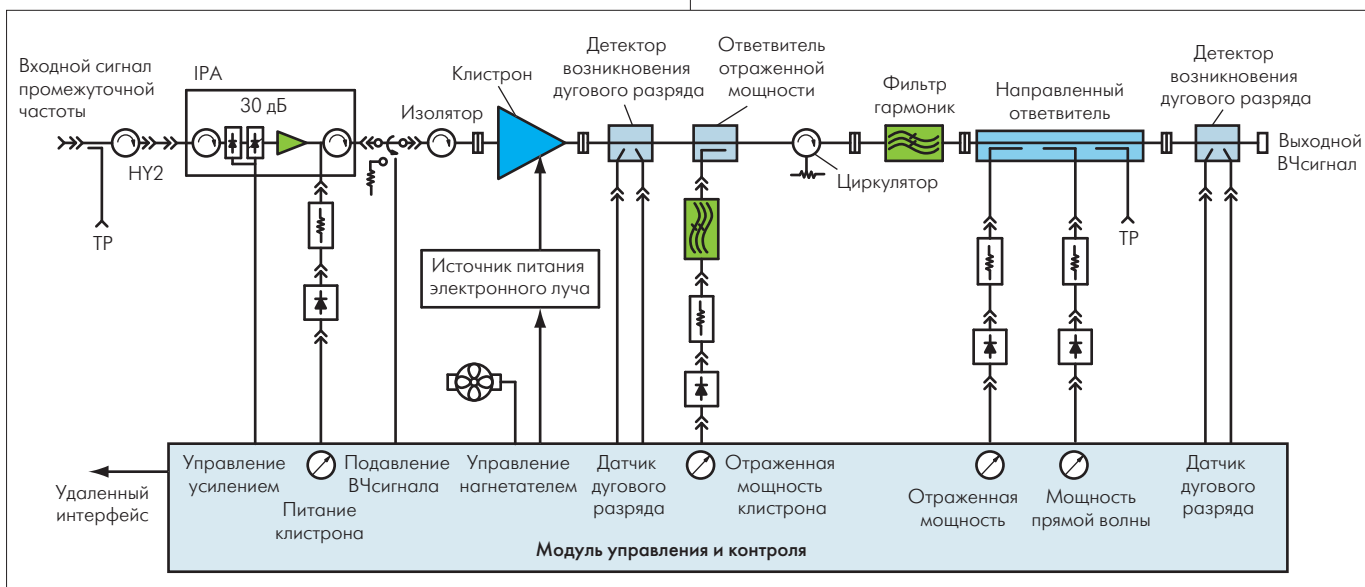 Входной сигнал
промежуточной
частоты
IPA
30 дБ
HY2
TP
Изолятор
Клистрон
Детектор
возникновения
дугового разряда
Ответвитель
отраженной
мощности
Циркулятор
Фильтр
гармоник
Направленный
ответвитель
TP
Детектор
возникновения
дугового разряда
Выходной
ВЧсигнал
Источник питания
электронного луча
Удаленный
интерфейс
Управление
усилением
Питание
клистрона
Подавление
ВЧсигнала
Управление
нагнетателем
Датчик
дугового
разряда
Отраженная
мощность
клистрона
Отраженная
мощность
Мощность
прямой волны
Датчик
дугового
разряда
Модуль управления и контроля